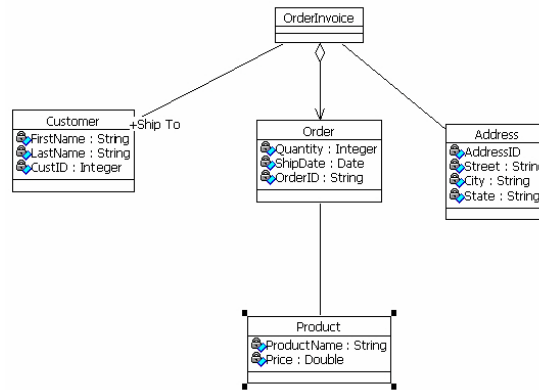 OrderInvoice
Customer
FirstName : String
LastName : String
CustID : Integer
+Ship To
Order
Quantity : Integer
ShipDate : Date
OrderID : String
Address
AddressID
Street : String
City : String
State : String
Product
ProductName : String
Price : Double